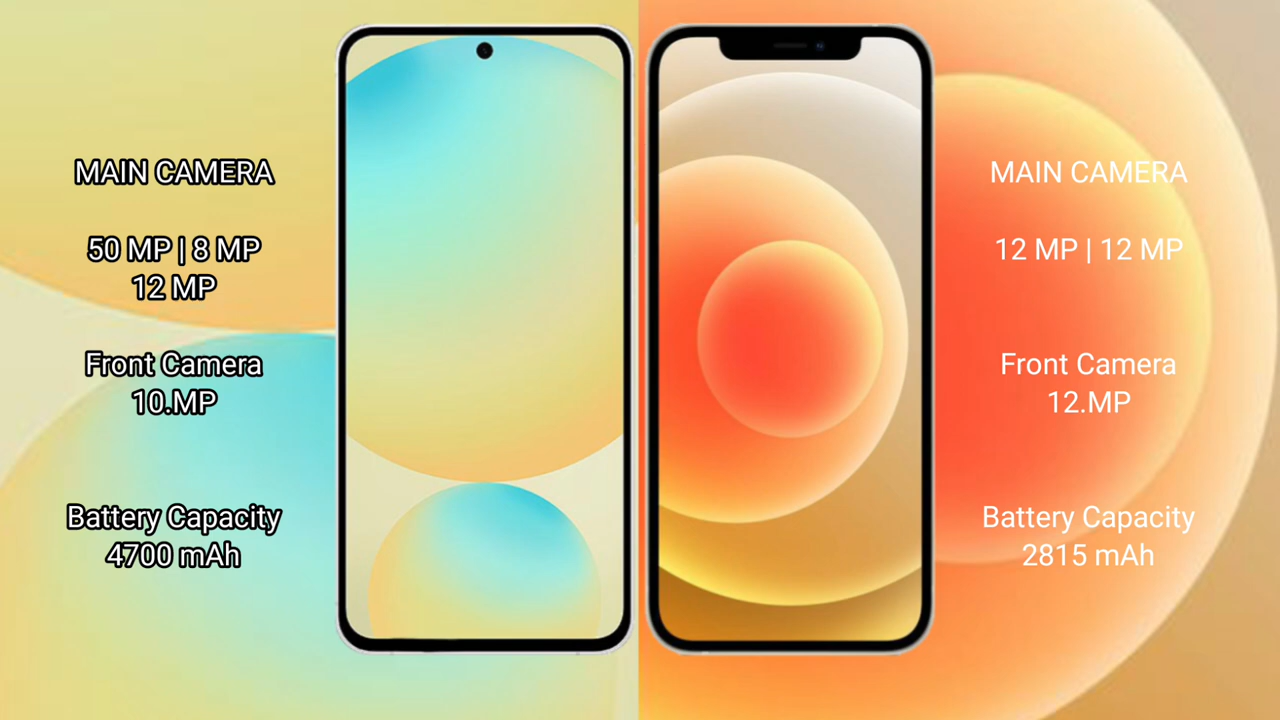 MAIN CAMERA
50 MP | 8 MP
12 MP
Front Camera
10.MP
Battery Capacity
4700 mAh
MAIN CAMERA
12 MP | 12 MP
Front Camera
12.MP
Battery Capacity
2815 mAh